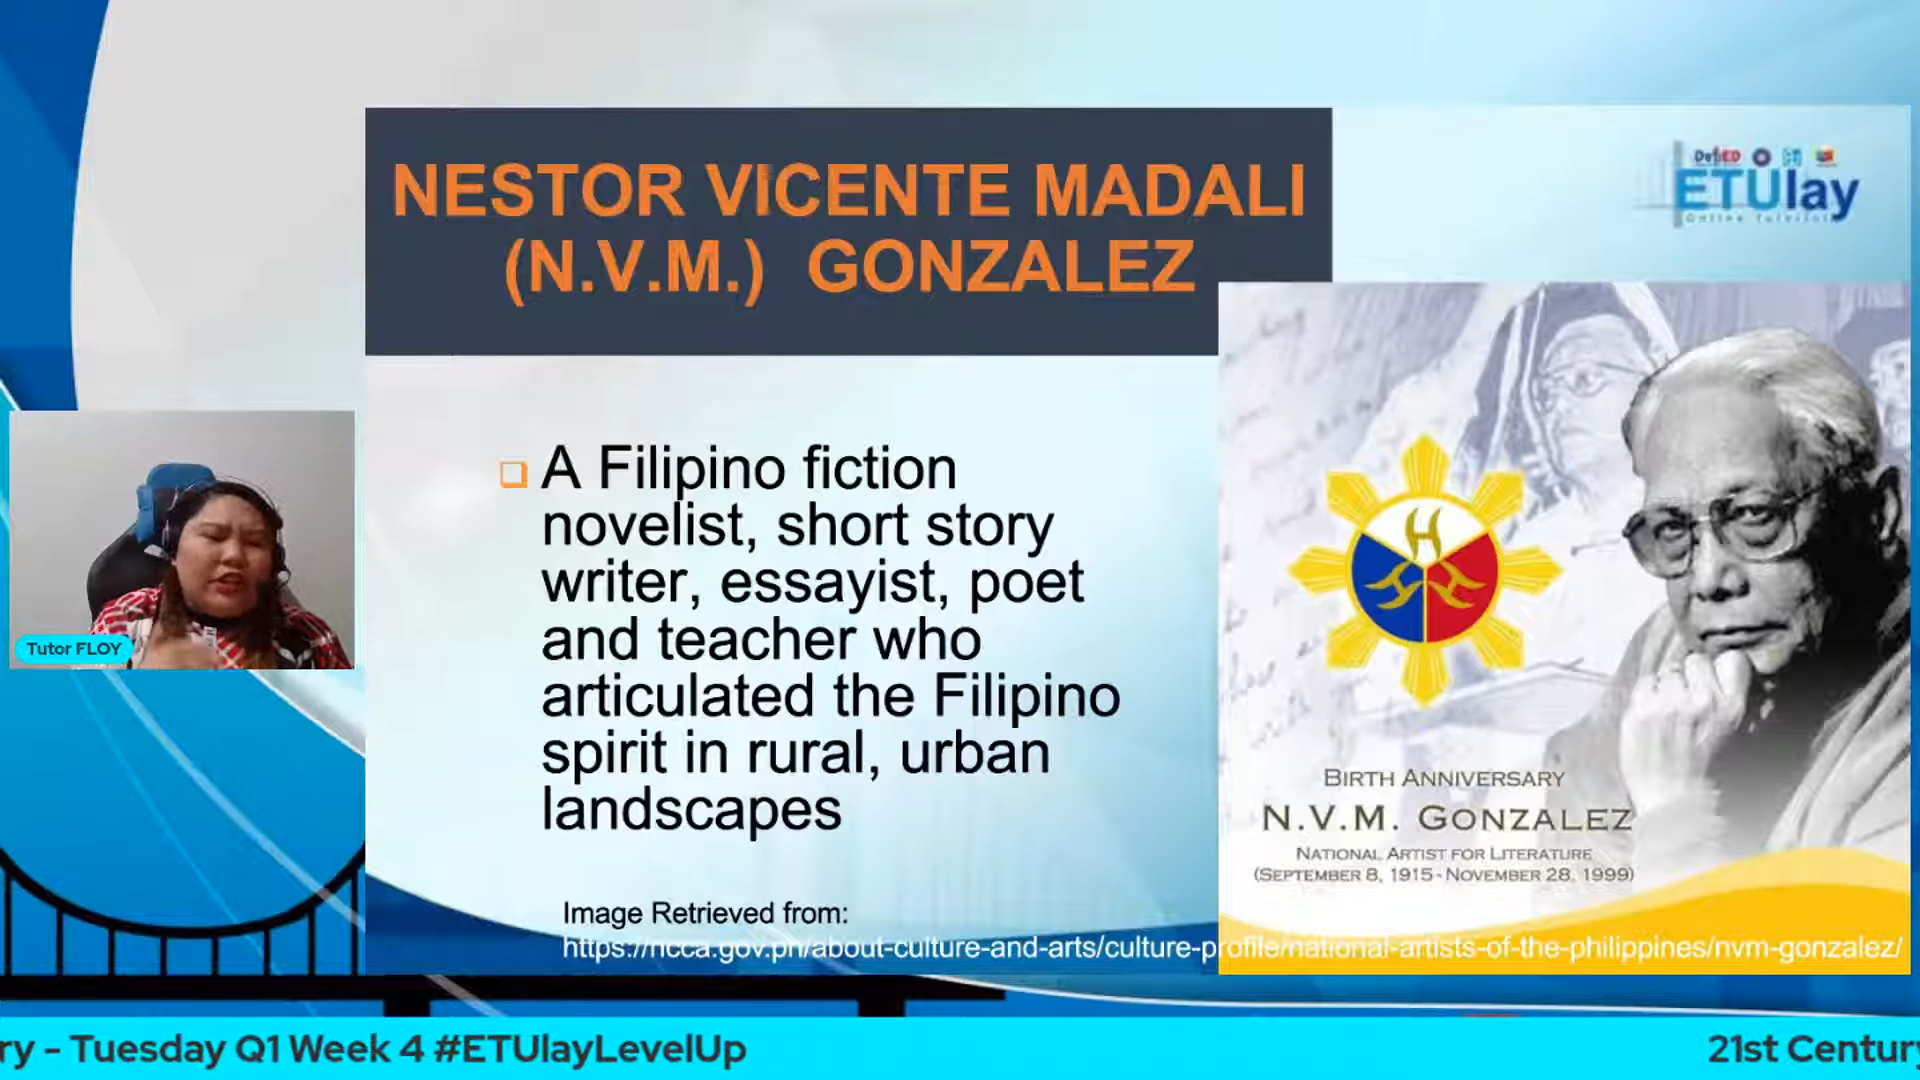 NESTOR VICENTE MADALI
(N.V.M.) GONZALEZ
DepED
ETUlay
Online Tutorial
A Filipino fiction
novelist, short story
writer, essayist, poet
and teacher who
articulated the Filipino
spirit in rural, urban
landscapes
Tutor FLOY
BIRTH ANNIVERSARY
N.V.M. GONZALEZ
NATIONAL ARTIST FOR LITERATURE
(SEPTEMBER 8, 1915 - NOVEMBER 28, 1999)
Image Retrieved from:
https://ncca.gov.ph/about-culture-and-arts/culture-profile/national-artists-of-the-philippines/nvm-gonzalez/
ry - Tuesday Q1 Week 4 #ETUlayLevelUp
21st Century